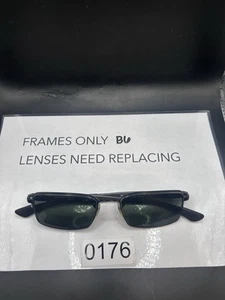 FRAMES ONLY BU
LENSES NEED REPLACING
0176